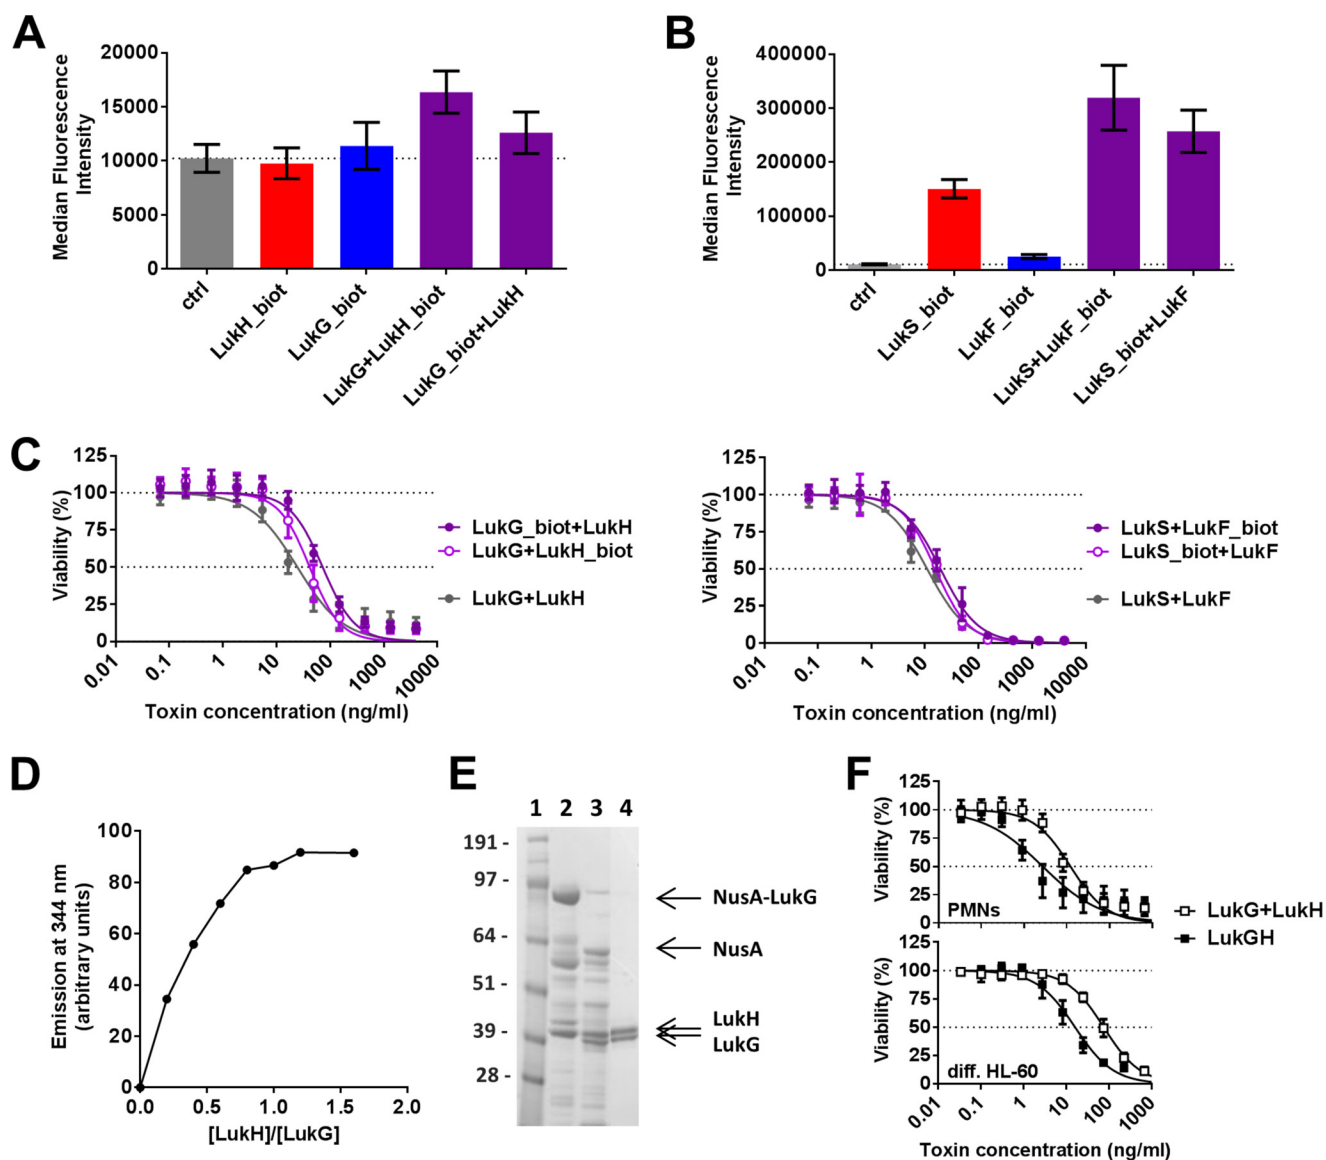 A
Median Fluorescence
Intensity
20000
15000
10000
5000
0
ctrl
LukH_biot
LukG_biot
LukG+LukH_biot
LukG_biot+LukH
B
Median Fluorescence
Intensity
400000
300000
200000
100000
0
ctrl
LukS_biot
LukF_biot
LukS+LukF_biot
LukS_biot+LukF
C
Viability (%)
125
100
75
50
25
0
0.01
0.1
1
10
100
1000
10000
Toxin concentration (ng/ml)
LukG_biot+LukH
LukG+LukH_biot
LukG+LukH
Viability (%)
125
100
75
50
25
0
0.01
0.1
1
10
100
1000
10000
Toxin concentration (ng/ml)
LukS+LukF_biot
LukS_biot+LukF
LukS+LukF
D
Emission at 344 nm
(arbitrary units)
100
80
60
40
20
0
0.0
0.5
1.0
1.5
2.0
[LukH]/[LukG]
E
1 2 3 4
191 -
97 -
64 -
51 -
39 -
28 -
NusA-LukG
NusA
LukH
LukG
F
Viability (%)
125
100
75
50
25
0
PMNs
LukG+LukH
LukGH
Viability (%)
125
100
75
50
25
0
diff. HL-60
0.01
0.1
1
10
100
1000
Toxin concentration (ng/ml)